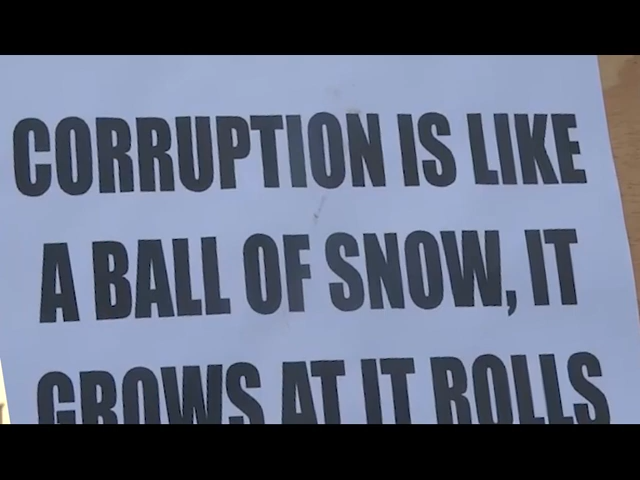 CORRUPTION IS LIKE
A BALL OF SNOW, IT
GROWS AT IT ROLLS